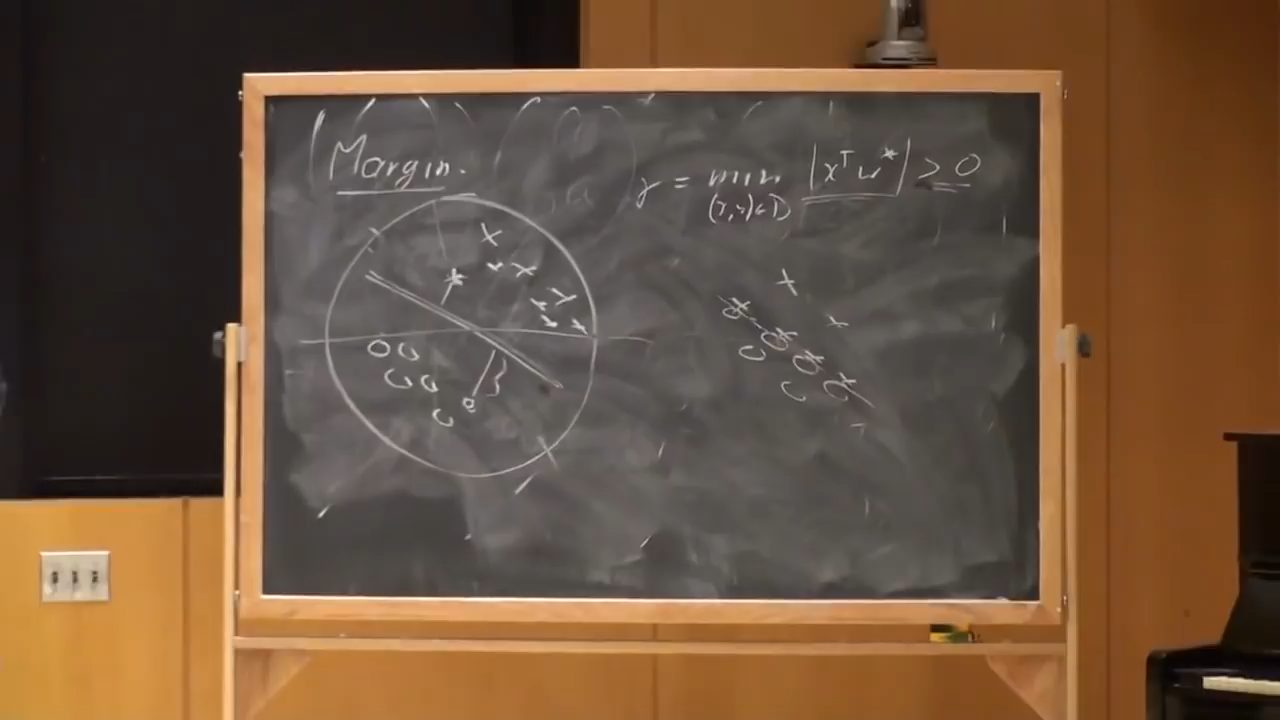 Margin.
γ = min |xᵀw*| > 0
(x,y)∈D